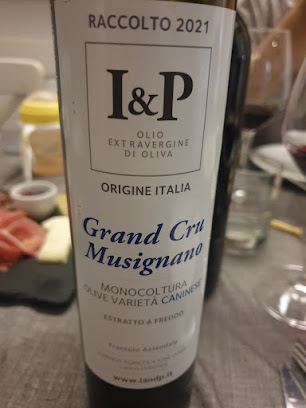 RACCOLTO 2021
I&P
OLIO
EXTRAVERGINE
DI OLIVA
ORIGINE ITALIA
Grand Cru
Musignano
MONOCOLTURA
OLIVE VARIETÁ CANINESE
ESTRATTO A FREDDO
Frantoio Aziendale
www.iandp.it